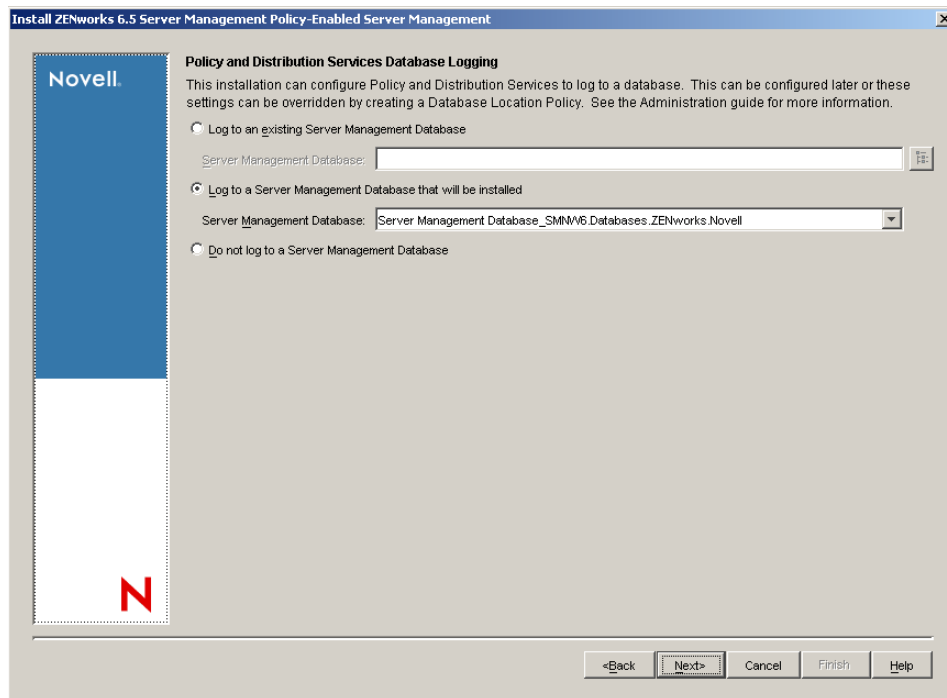 Install ZENworks 6.5 Server Management Policy-Enabled Server Management
Novell.
Policy and Distribution Services Database Logging
This installation can configure Policy and Distribution Services to log to a database. This can be configured later or these
settings can be overridden by creating a Database Location Policy. See the Administration guide for more information.
Log to an existing Server Management Database
Server Management Database:
Log to a Server Management Database that will be installed
Server Management Database: Server Management Database_SMNW6.Databases.ZENworks.Novell
Do not log to a Server Management Database
N
<Back Next> Cancel Finish Help